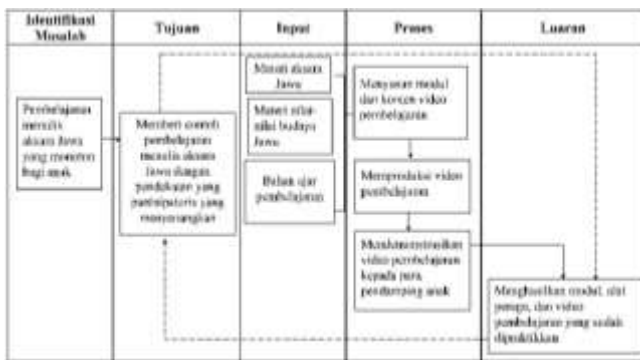 Identifikasi
Masalah
Tujuan
Input
Proses
Luaran
Pembelajaran
menulis
aksara Jawa
yang monoton
bagi anak
Memberi contoh
pembelajaran
menulis aksara
Jawa dengan
pendekatan yang
partisipatoris yang
menyenangkan
Materi aksara
Jawa
Materi nilai-
nilai budaya
Jawa
Bahan ajar
pembelajaran
Menyusun modul
dan konten video
pembelajaran
Memproduksi video
pembelajaran
Mendemonstrasikan
video pembelajaran
kepada para
pendamping anak
Menghasilkan modul, alat
peraga, dan video
pembelajaran yang sudah
dipraktikkan